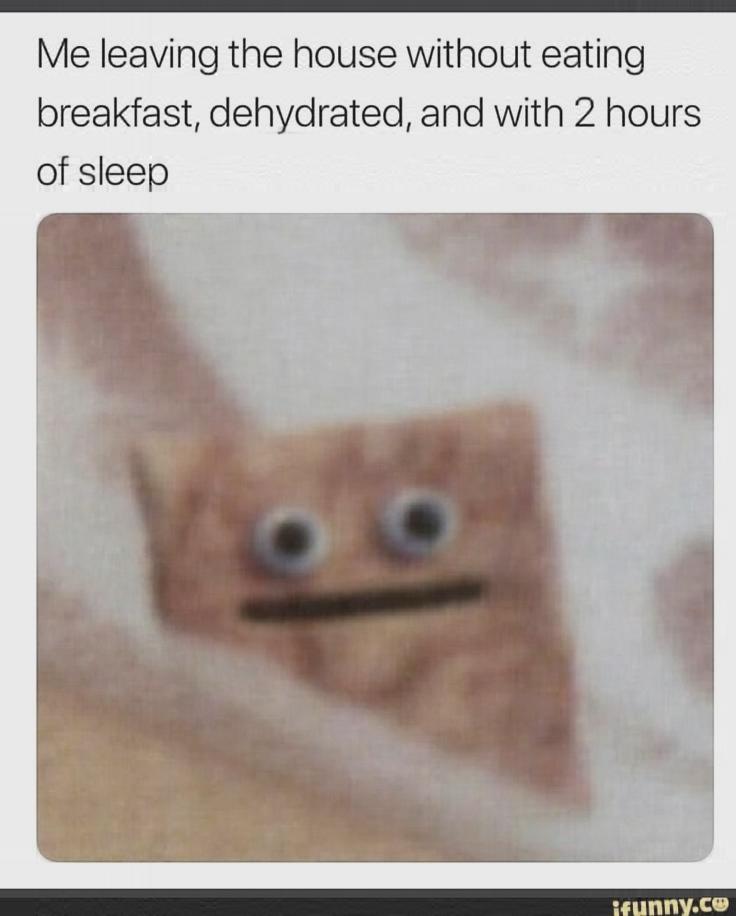 Me leaving the house without eating
breakfast, dehydrated, and with 2 hours
of sleep
ifunny.co